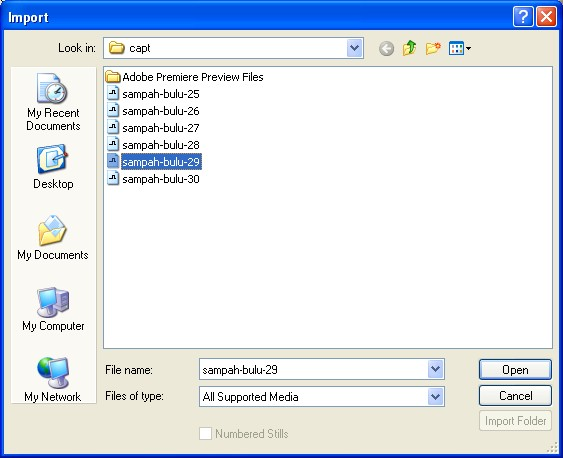 Import
Look in:
capt
My Recent
Documents
Desktop
My Documents
My Computer
My Network
Adobe Premiere Preview Files
sampah-bulu-25
sampah-bulu-26
sampah-bulu-27
sampah-bulu-28
sampah-bulu-29
sampah-bulu-30
File name:
sampah-bulu-29
Open
Files of type:
All Supported Media
Cancel
Import Folder
Numbered Stills